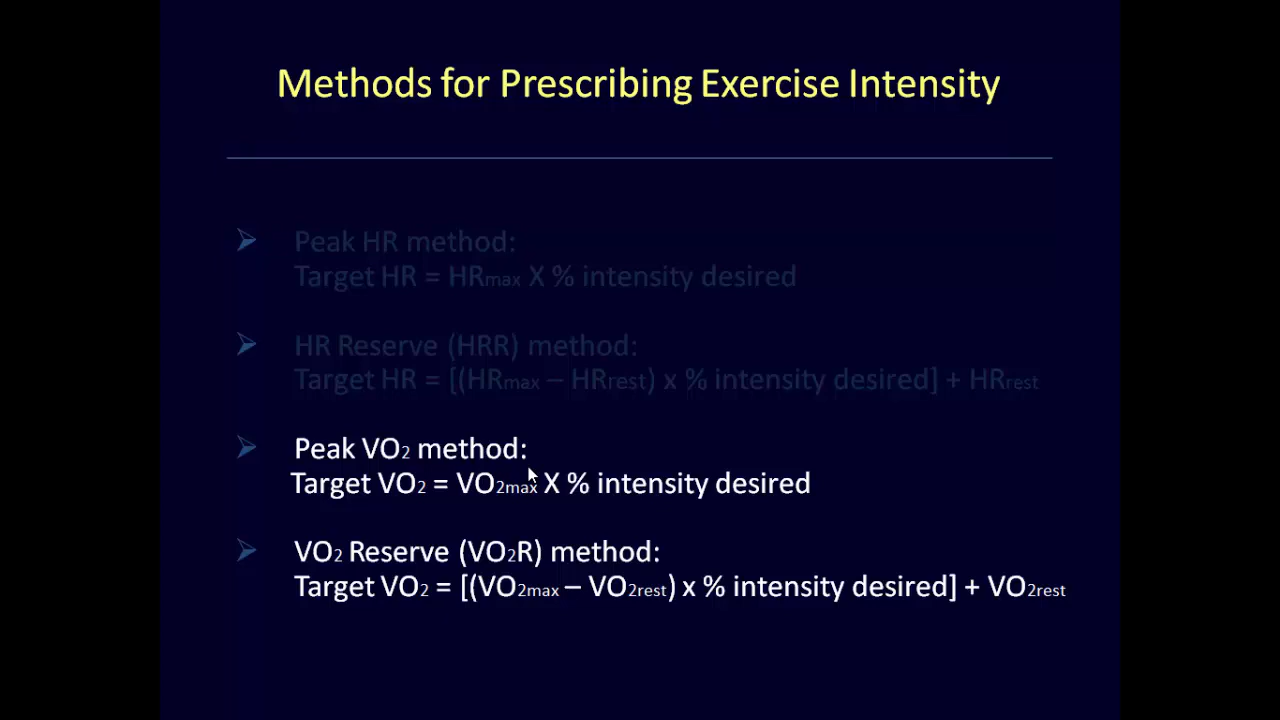 Methods for Prescribing Exercise Intensity
Peak HR method:
Target HR = HRmax X % intensity desired
HR Reserve (HRR) method:
Target HR = [(HRmax – HRrest) x % intensity desired] + HRrest
Peak VO2 method:
Target VO2 = VO2max X % intensity desired
VO2 Reserve (VO2R) method:
Target VO2 = [(VO2max – VO2rest) x % intensity desired] + VO2rest